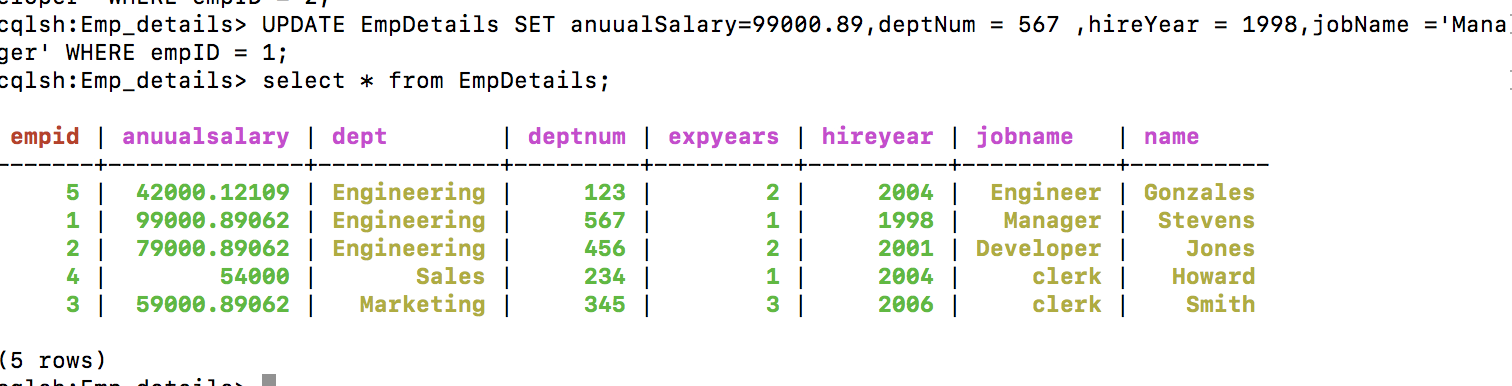 eloper' WHERE empID = 2;
cqlsh:Emp_details> UPDATE EmpDetails SET anuualSalary=99000.89,deptNum = 567 ,hireYear = 1998,jobName ='Mana
ger' WHERE empID = 1;
cqlsh:Emp_details> select * from EmpDetails;
empid | anuualsalary | dept | deptnum | expyears | hireyear | jobname | name
-------+--------------+-------------+---------+----------+----------+-----------+----------
5 | 42000.12109 | Engineering | 123 | 2 | 2004 | Engineer | Gonzales
1 | 99000.89062 | Engineering | 567 | 1 | 1998 | Manager | Stevens
2 | 79000.89062 | Engineering | 456 | 2 | 2001 | Developer | Jones
4 | 54000 | Sales | 234 | 1 | 2004 | clerk | Howard
3 | 59000.89062 | Marketing | 345 | 3 | 2006 | clerk | Smith
(5 rows)
cqlsh:Emp_details>